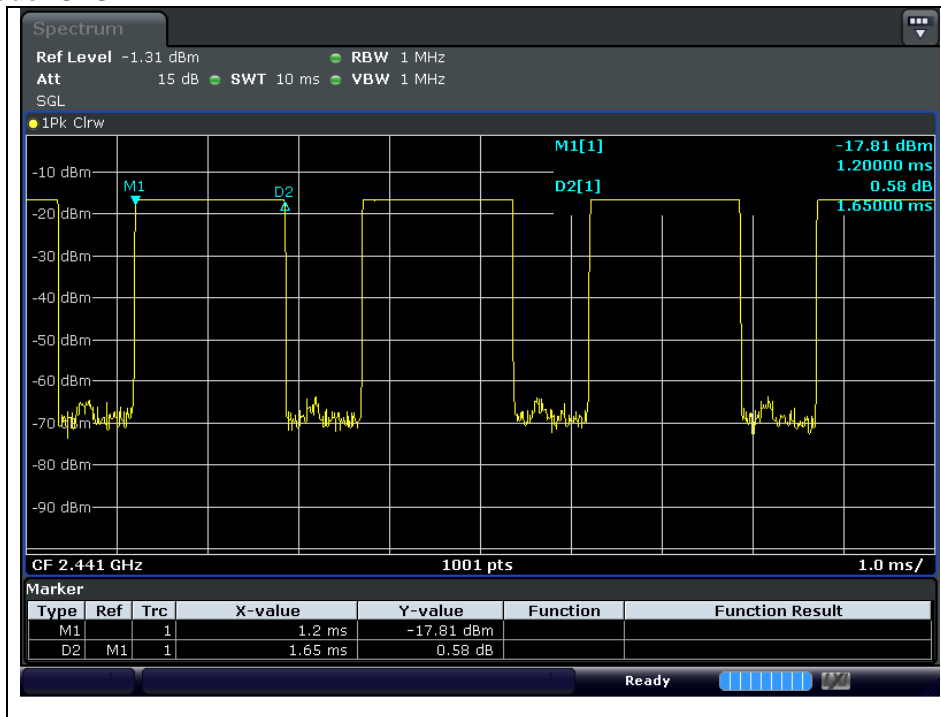 Spectrum
Ref Level -1.31 dBm RBW 1 MHz
Att 15 dB SWT 10 ms VBW 1 MHz
SGL
1Pk Clrw
M1[1] -17.81 dBm
1.20000 ms
D2[1] 0.58 dB
1.65000 ms
M1
D2
-10 dBm
-20 dBm
-30 dBm
-40 dBm
-50 dBm
-60 dBm
-70 dBm
-80 dBm
-90 dBm
CF 2.441 GHz 1001 pts 1.0 ms/
Marker
Type Ref Trc X-value Y-value Function Function Result
M1 1 1.2 ms -17.81 dBm
D2 M1 1 1.65 ms 0.58 dB
Ready